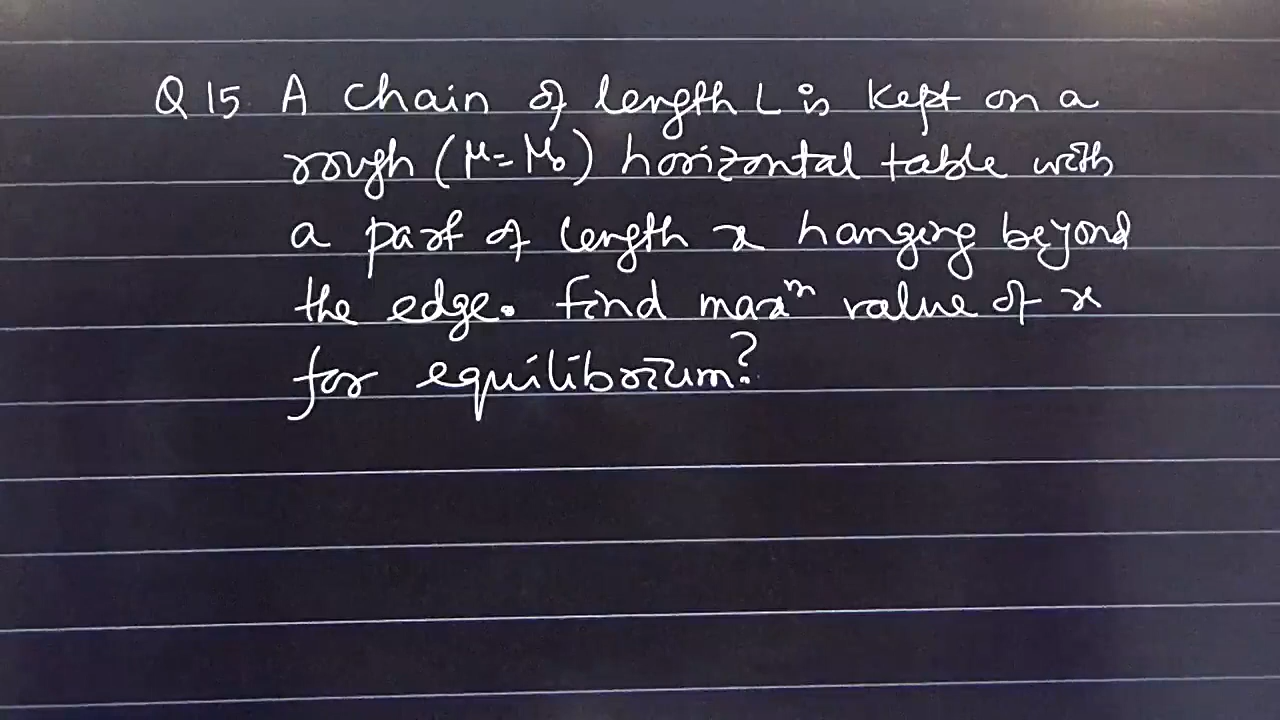 Q 15. A chain of length L is kept on a
rough (μ=μ₀) horizontal table with
a part of length x hanging beyond
the edge. Find maxᵐ value of x
for equilibrium?